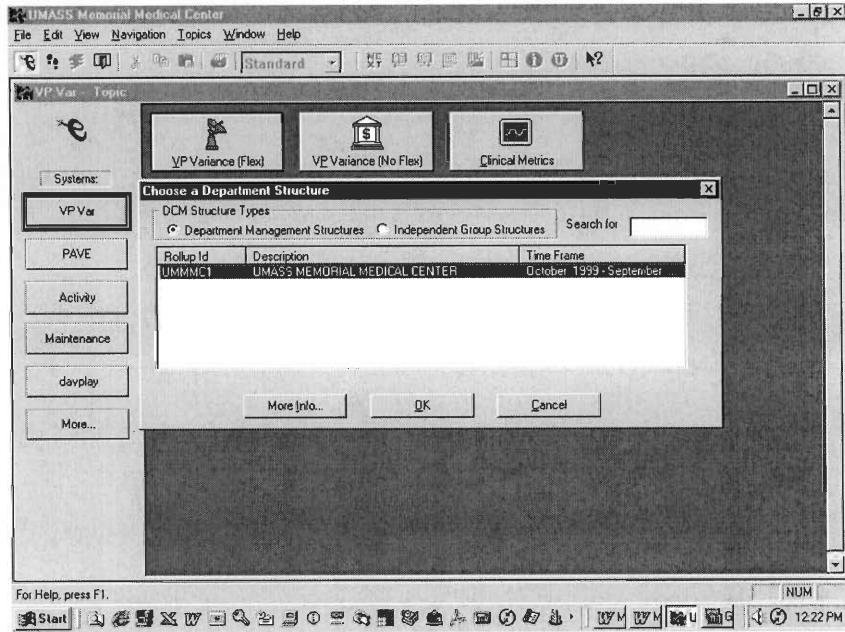 UMASS Memorial Medical Center
File Edit View Navigation Topics Window Help
Standard
VP Var - Topic
VP Variance (Flex) VP Variance (No Flex) Clinical Metrics
Systems:
VP Var
PAVE
Activity
Maintenance
davplay
More...
Choose a Department Structure
DCM Structure Types
Department Management Structures Independent Group Structures Search for
Rollup Id Description Time Frame
UMMMC1 UMASS MEMORIAL MEDICAL CENTER October 1999 - September
More Info... OK Cancel
For Help, press F1. NUM
Start 12:22 PM